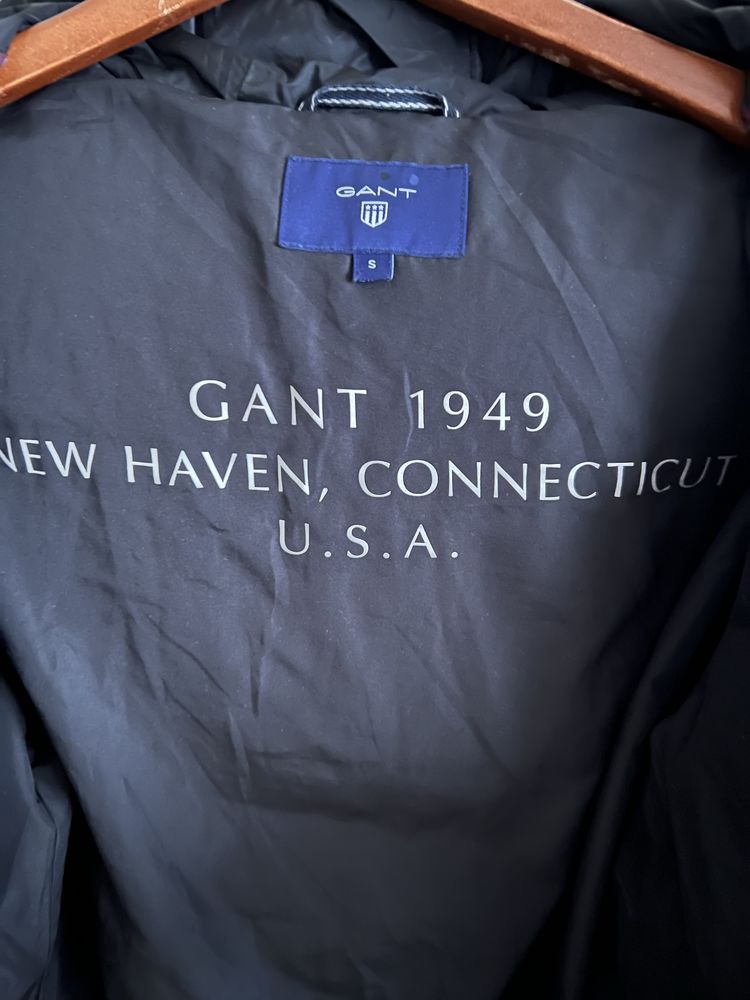 GANT
S
GANT 1949
NEW HAVEN, CONNECTICUT
U.S.A.